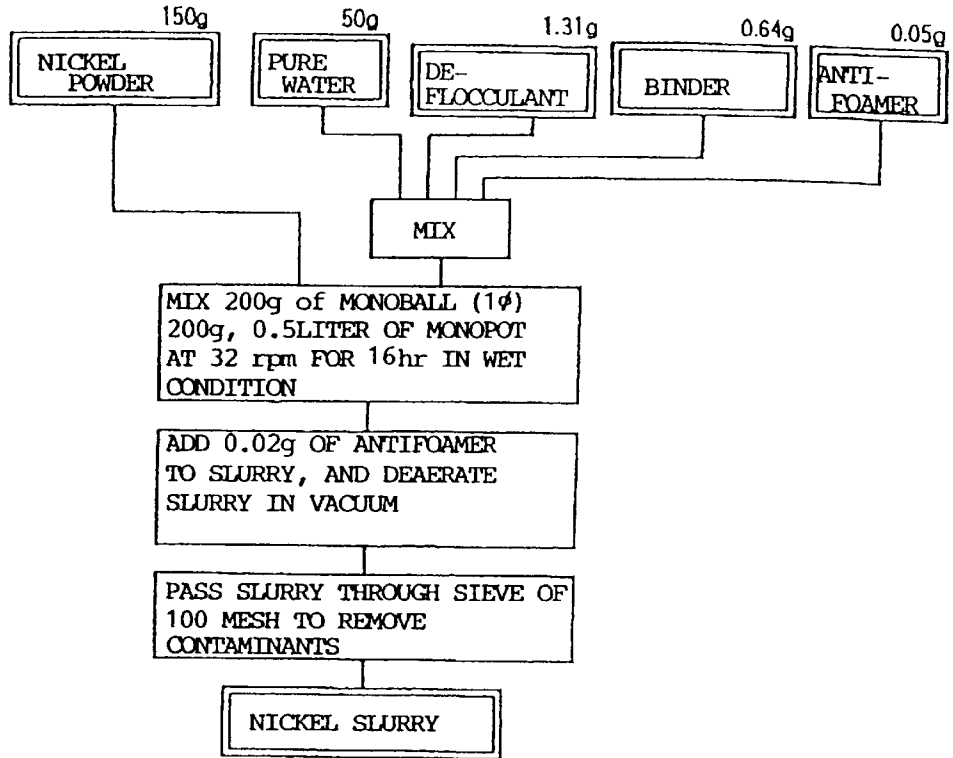 150g
50g
1.31g
0.64g
0.05g
NICKEL
POWDER
PURE
WATER
DE-
FLOCCULANT
BINDER
ANTI-
FOAMER
MIX
MIX 200g of MONOBALL (1ø)
200g, 0.5LITER OF MONOPOT
AT 32 rpm FOR 16hr IN WET
CONDITION
ADD 0.02g OF ANTIFOAMER
TO SLURRY, AND DEAERATE
SLURRY IN VACUUM
PASS SLURRY THROUGH SIEVE OF
100 MESH TO REMOVE
CONTAMINANTS
NICKEL SLURRY